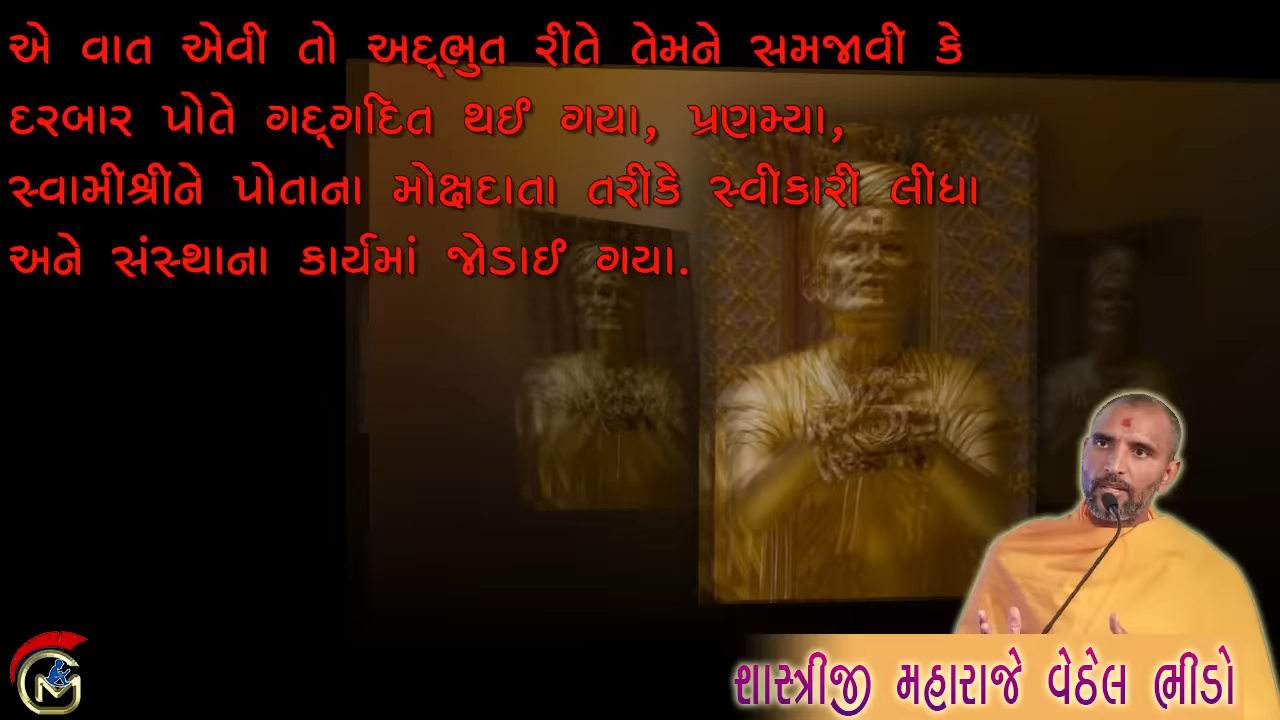 એ વાત એવી તો અદ્ભુત રીતે તેમને સમજાવી કે
દરબાર પોતે ગદ્ગદિત થઈ ગયા, પ્રણમ્યા,
સ્વામીશ્રીને પોતાના મોક્ષદાતા તરીકે સ્વીકારી લીધા
અને સંસ્થાના કાર્યમાં જોડાઈ ગયા.
શાસ્ત્રીજી મહારાજે વેઠેલ ભીડો